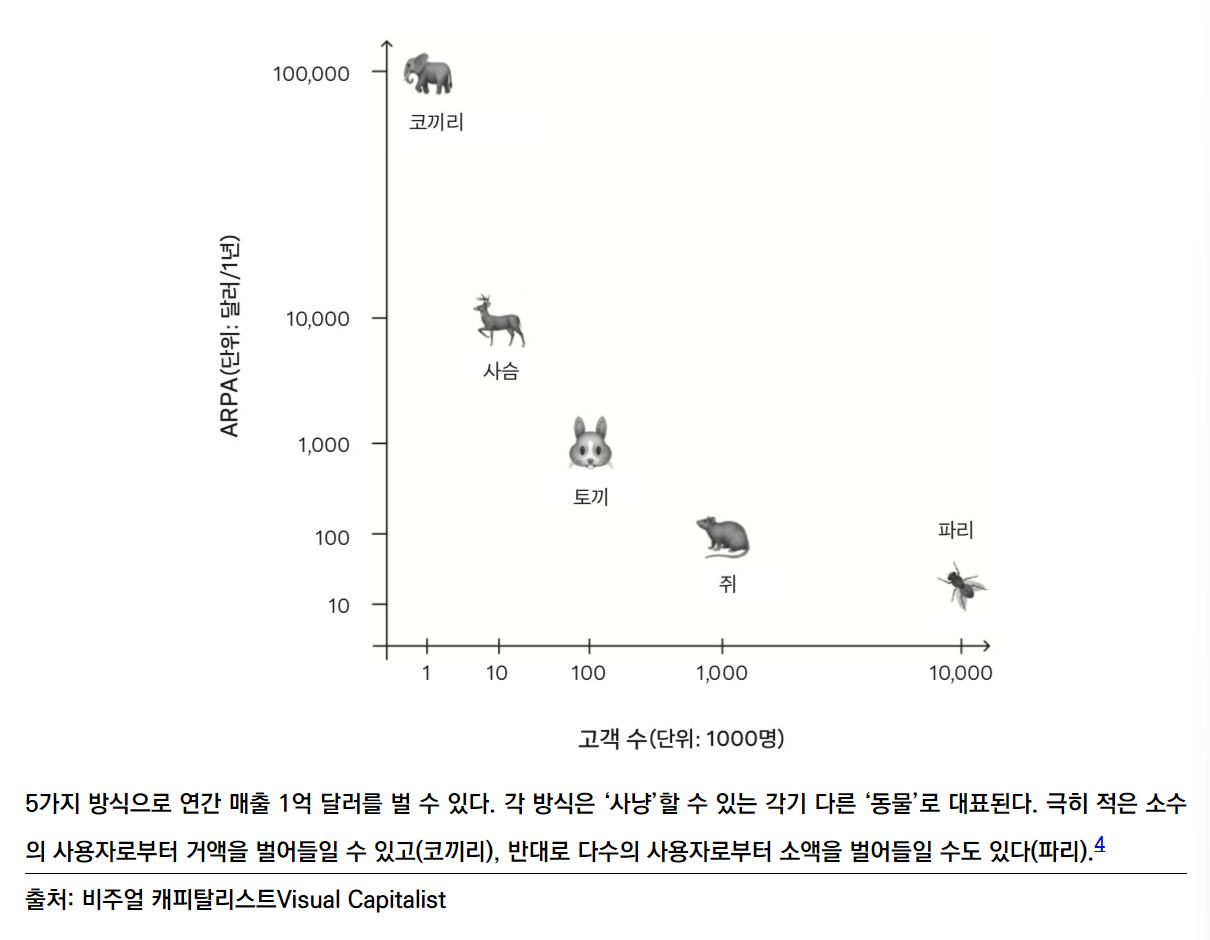 100,000
코끼리
ARPA(단위: 달러/1년)
10,000
사슴
1,000
토끼
100
파리
쥐
10
1
10
100
1,000
10,000
고객 수(단위: 1000명)
5가지 방식으로 연간 매출 1억 달러를 벌 수 있다. 각 방식은 ‘사냥’할 수 있는 각기 다른 ‘동물’로 대표된다. 극히 적은 소수
의 사용자로부터 거액을 벌어들일 수 있고(코끼리), 반대로 다수의 사용자로부터 소액을 벌어들일 수도 있다(파리).4
출처: 비주얼 캐피탈리스트Visual Capitalist